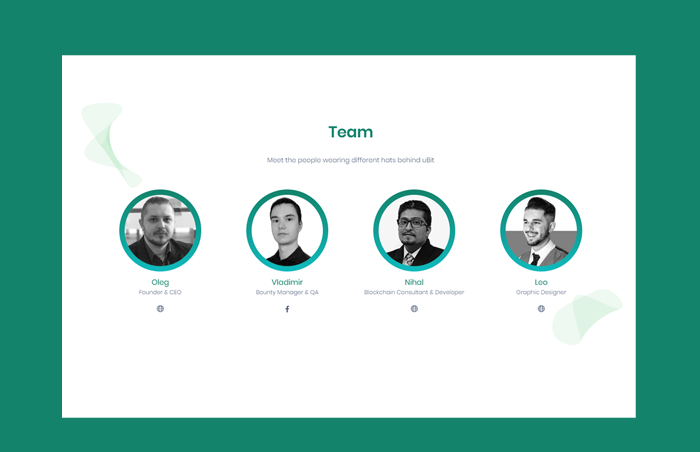 Team
Meet the people wearing different hats behind uBit
Oleg
Founder & CEO
Vladimir
Bounty Manager & QA
Nihal
Blockchain Consultant & Developer
Leo
Graphic Designer